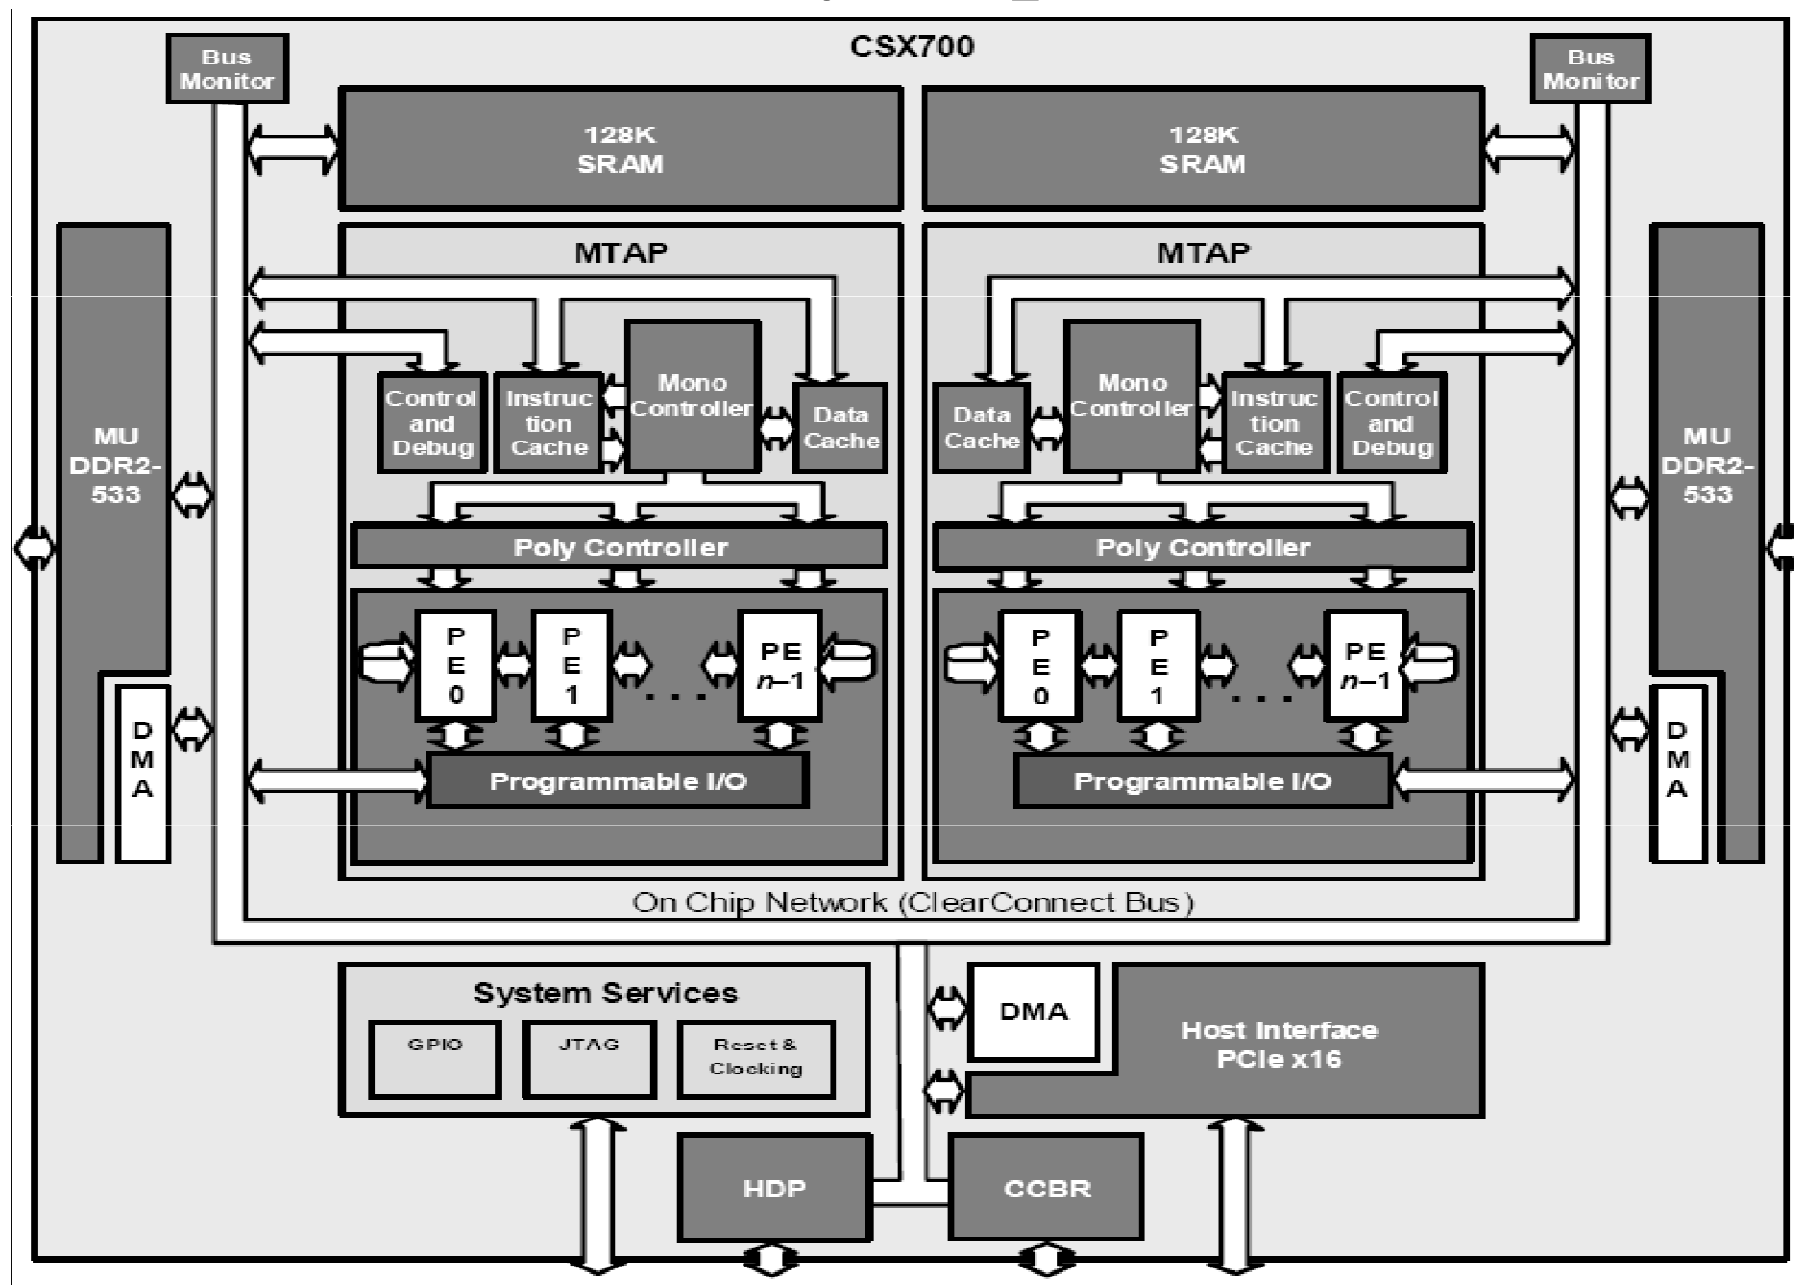 CSX700
Bus
Monitor
Bus
Monitor
128K
SRAM
128K
SRAM
MTAP
MTAP
MU
DDR2-
533
Control
and
Debug
Instruc
tion
Cache
Mono
Controller
Data
Cache
Data
Cache
Mono
Controller
Instruc
tion
Cache
Control
and
Debug
MU
DDR2-
533
Poly Controller
Poly Controller
P
E
0
P
E
1
. . .
PE
n–1
P
E
0
P
E
1
. . .
PE
n–1
D
M
A
Programmable I/O
Programmable I/O
D
M
A
On Chip Network (ClearConnect Bus)
System Services
GPIO
JTAG
Reset &
Clocking
DMA
Host Interface
PCIe x16
HDP
CCBR